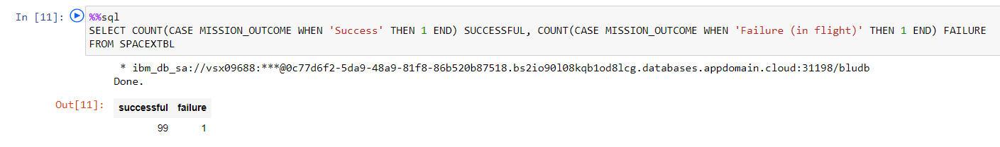 In [11]: %%sql
SELECT COUNT(CASE MISSION_OUTCOME WHEN 'Success' THEN 1 END) SUCCESSFUL, COUNT(CASE MISSION_OUTCOME WHEN 'Failure (in flight)' THEN 1 END) FAILURE
FROM SPACEXTBL
* ibm_db_sa://vsx09688:***@0c77d6f2-5da9-48a9-81f8-86b520b87518.bs2io90l08kqb1od8lcg.databases.appdomain.cloud:31198/bludb
Done.
Out[11]: successful failure
99 1